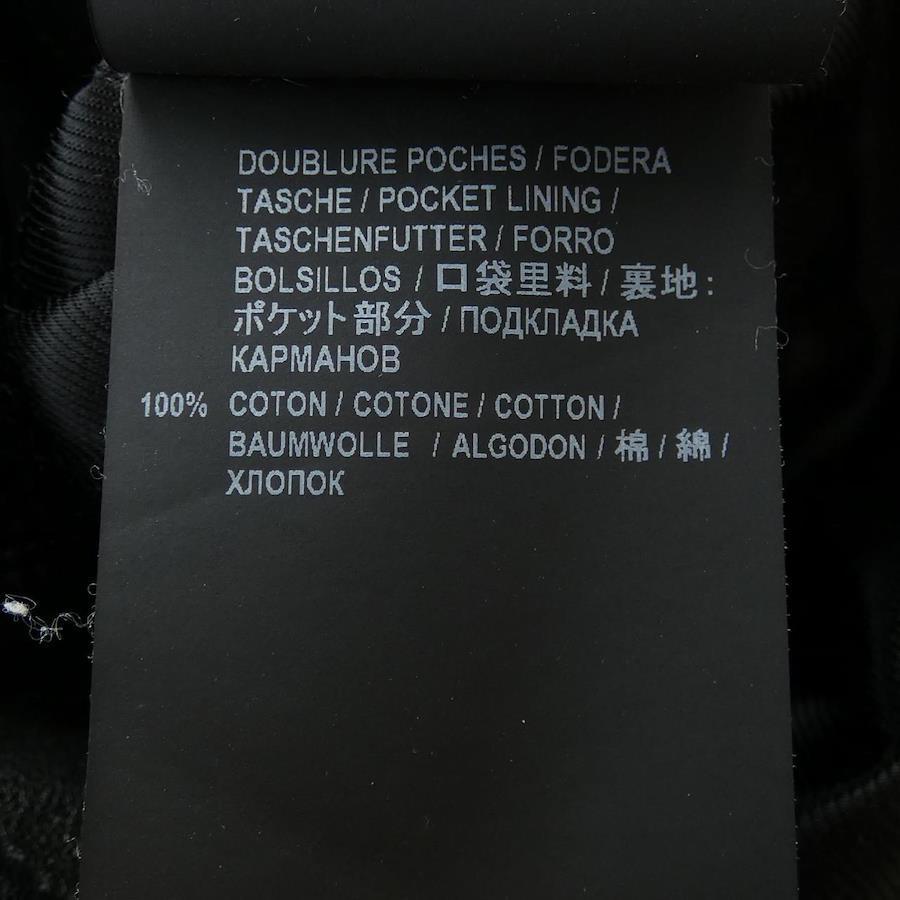 DOUBLURE POCHES / FODERA
TASCHE / POCKET LINING /
TASCHENFUTTER / FORRO
BOLSILLOS / 口袋里料 / 裏地:
ポケット部分 / ПОДКЛАДКА
КАРМАНОВ
100% COTON / COTONE / COTTON /
BAUMWOLLE / ALGODON / 棉 / 綿 /
ХЛОПОК